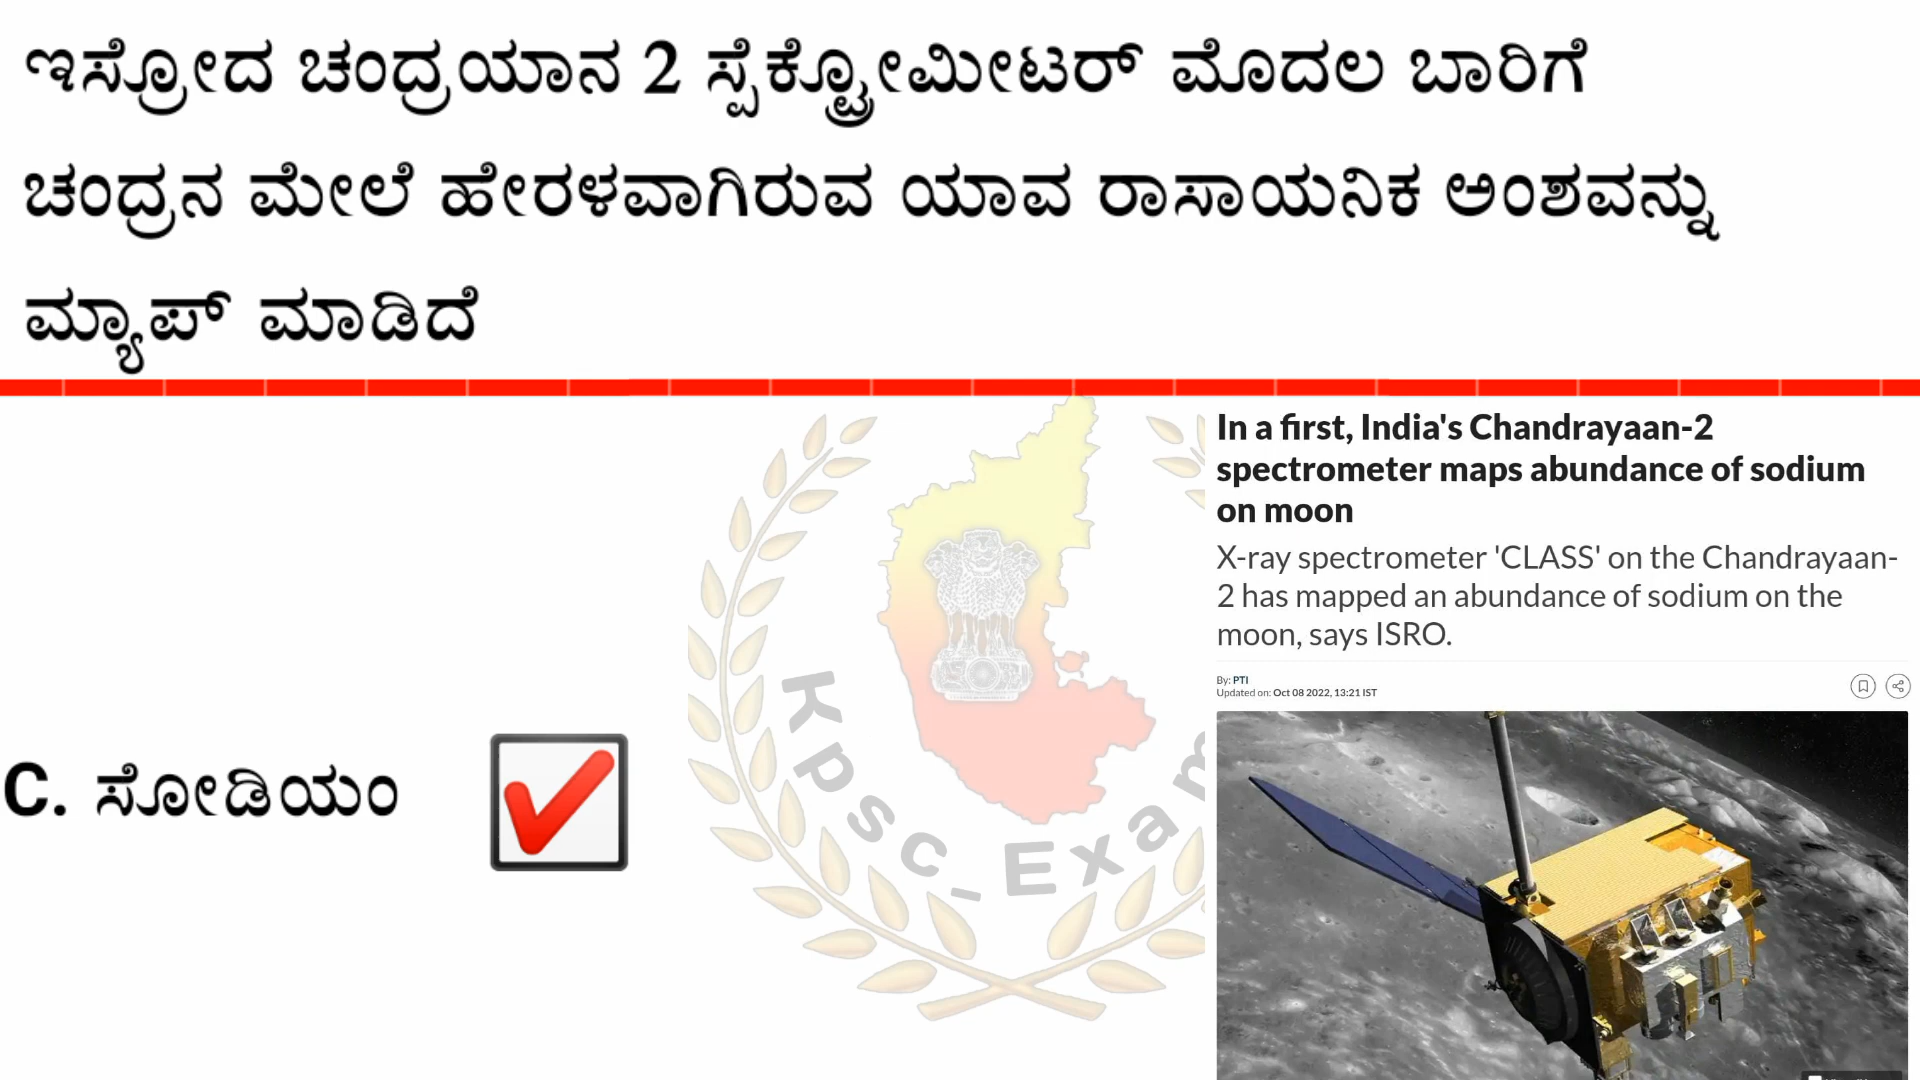 ಇಸ್ರೋದ ಚಂದ್ರಯಾನ 2 ಸ್ಪೆಕ್ಟ್ರೋಮೀಟರ್ ಮೊದಲ ಬಾರಿಗೆ
ಚಂದ್ರನ ಮೇಲೆ ಹೇರಳವಾಗಿರುವ ಯಾವ ರಾಸಾಯನಿಕ ಅಂಶವನ್ನು
ಮ್ಯಾಪ್ ಮಾಡಿದೆ
In a first, India's Chandrayaan-2
spectrometer maps abundance of sodium
on moon
X-ray spectrometer 'CLASS' on the Chandrayaan-
2 has mapped an abundance of sodium on the
moon, says ISRO.
By: PTI
Updated on: Oct 08 2022, 13:21 IST
C. ಸೋಡಿಯಂ
Kpsc_Exam